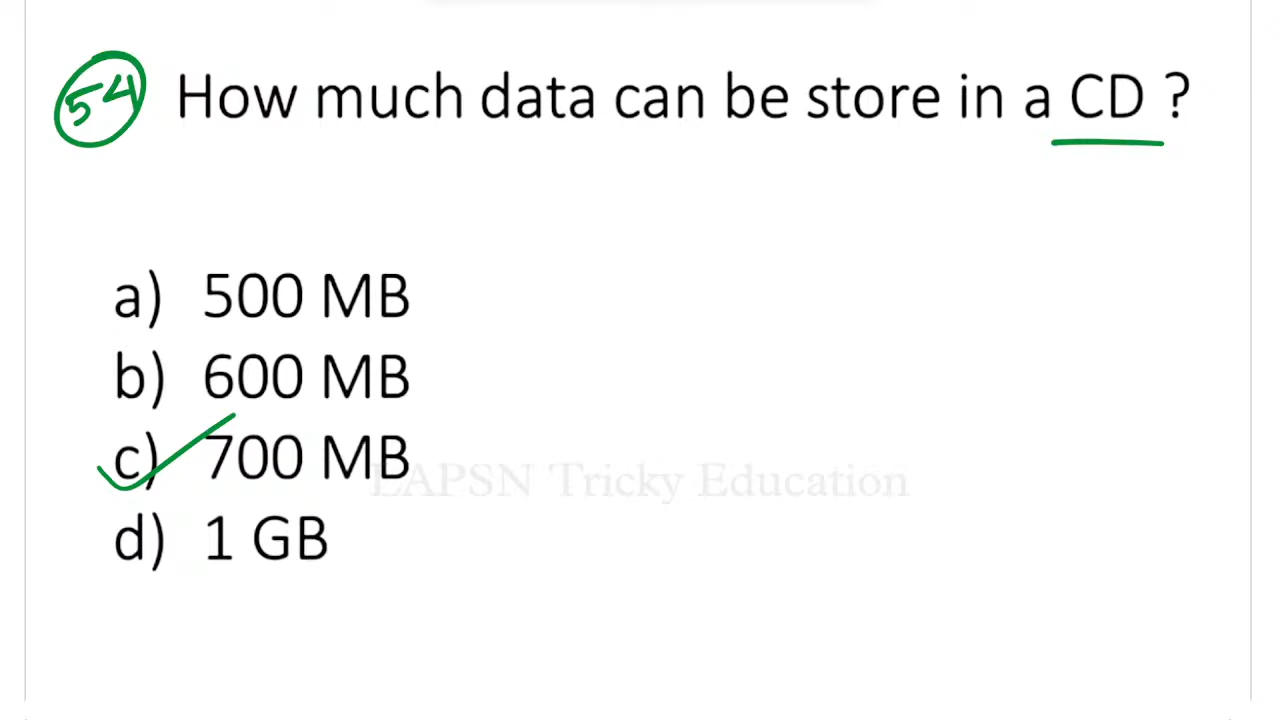 54 How much data can be store in a CD ?
a) 500 MB
b) 600 MB
c) 700 MB
LAPSN Tricky Education
d) 1 GB